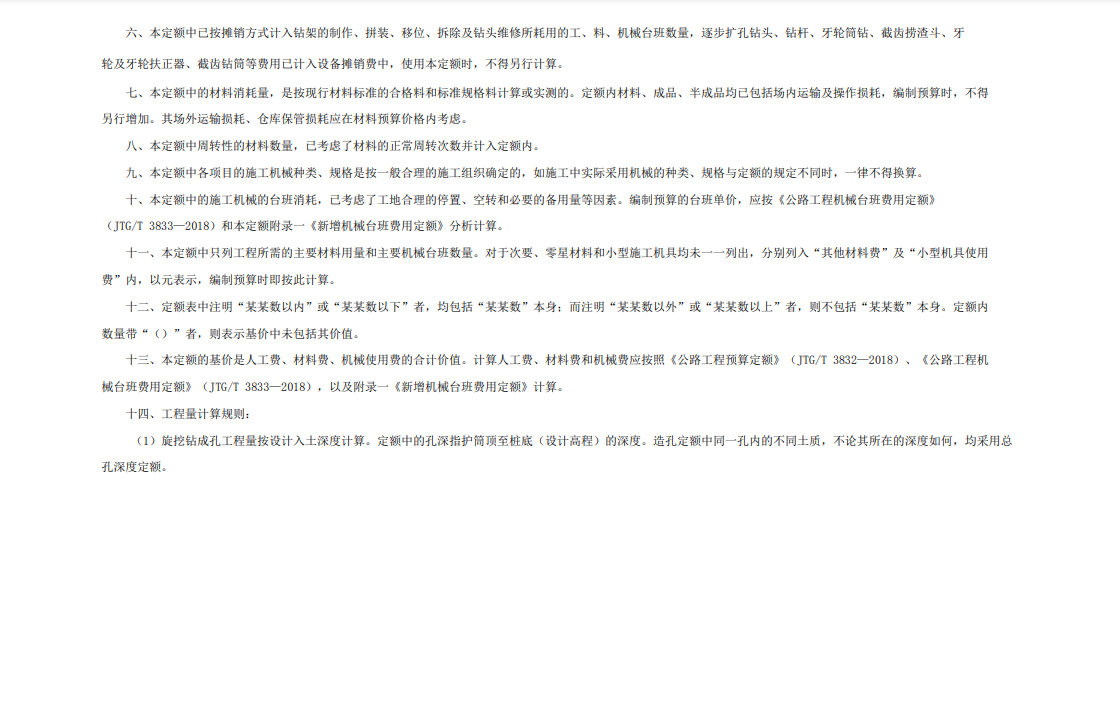 六、本定额中已按摊销方式计入钻架的制作、拼装、移位、拆除及钻头维修所耗用的工、料、机械台班数量，逐步扩孔钻头、钻杆、牙轮筒钻、截齿捞渣斗、牙
轮及牙轮扶正器、截齿钻筒等费用已计入设备摊销费中，使用本定额时，不得另行计算。
七、本定额中的材料消耗量，是按现行材料标准的合格料和标准规格料计算或实测的。定额内材料、成品、半成品均已包括场内运输及操作损耗，编制预算时，不得
另行增加。其场外运输损耗、仓库保管损耗应在材料预算价格内考虑。
八、本定额中周转性的材料数量，已考虑了材料的正常周转次数并计入定额内。
九、本定额中各项目的施工机械种类、规格是按一般合理的施工组织确定的，如施工中实际采用机械的种类、规格与定额的规定不同时，一律不得换算。
十、本定额中的施工机械的台班消耗，已考虑了工地合理的停置、空转和必要的备用量等因素。编制预算的台班单价，应按《公路工程机械台班费用定额》
（JTG/T 3833—2018）和本定额附录一《新增机械台班费用定额》分析计算。
十一、本定额中只列工程所需的主要材料用量和主要机械台班数量。对于次要、零星材料和小型施工机具均未一一列出，分别列入“其他材料费”及“小型机具使用
费”内，以元表示，编制预算时即按此计算。
十二、定额表中注明“某某数以内”或“某某数以下”者，均包括“某某数”本身；而注明“某某数以外”或“某某数以上”者，则不包括“某某数”本身。定额内
数量带“（）”者，则表示基价中未包括其价值。
十三、本定额的基价是人工费、材料费、机械使用费的合计价值。计算人工费、材料费和机械费应按照《公路工程预算定额》（JTG/T 3832—2018）、《公路工程机
械台班费用定额》（JTG/T 3833—2018），以及附录一《新增机械台班费用定额》计算。
十四、工程量计算规则：
（1）旋挖钻成孔工程量按设计入土深度计算。定额中的孔深指护筒顶至桩底（设计高程）的深度。造孔定额中同一孔内的不同土质，不论其所在的深度如何，均采用总
孔深度定额。